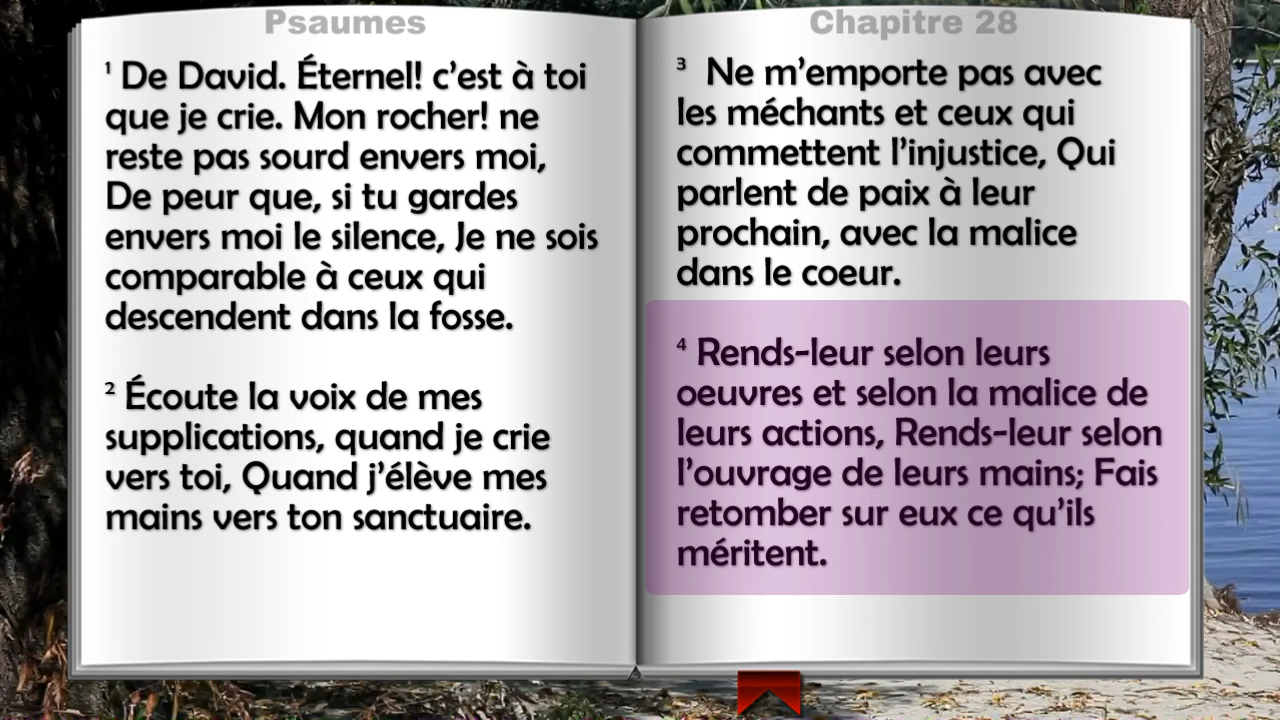 Psaumes
¹ De David. Éternel! c’est à toi
que je crie. Mon rocher! ne
reste pas sourd envers moi,
De peur que, si tu gardes
envers moi le silence, Je ne sois
comparable à ceux qui
descendent dans la fosse.
² Écoute la voix de mes
supplications, quand je crie
vers toi, Quand j’élève mes
mains vers ton sanctuaire.
Chapitre 28
³ Ne m’emporte pas avec
les méchants et ceux qui
commettent l’injustice, Qui
parlent de paix à leur
prochain, avec la malice
dans le coeur.
⁴ Rends-leur selon leurs
oeuvres et selon la malice de
leurs actions, Rends-leur selon
l’ouvrage de leurs mains; Fais
retomber sur eux ce qu’ils
méritent.